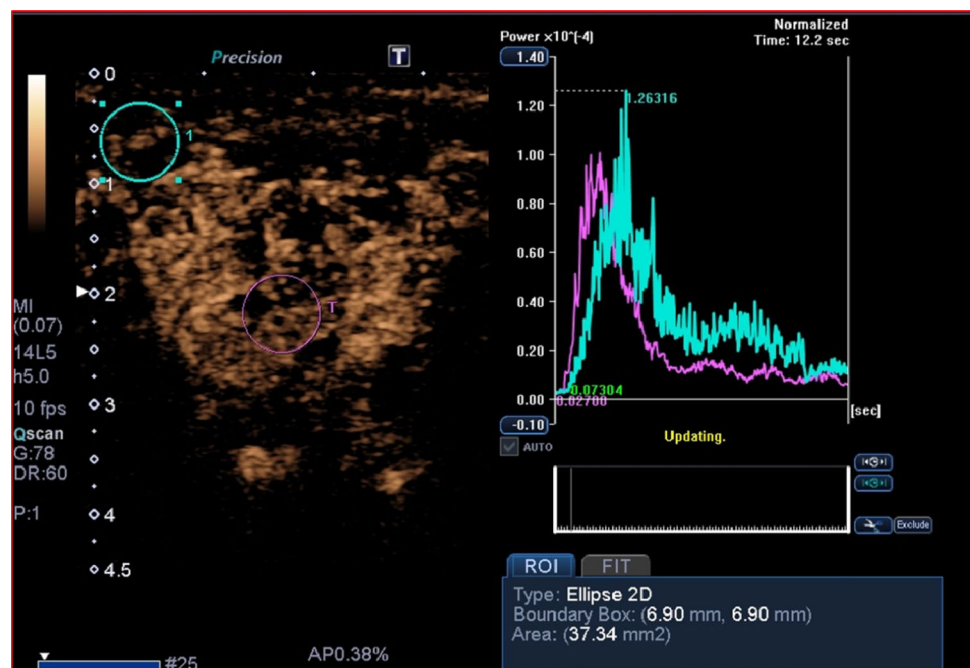 Precision
T
0
1
1
2
T
3
4
4.5
MI
(0.07)
14L5
h5.0
10 fps
Qscan
G:78
DR:60
P:1
#25
AP0.38%
Normalized
Power ×10^(-4) Time: 12.2 sec
1.40
1.20
1.00
0.80
0.60
0.40
0.20
0.00
-0.10
1.26316
0.07304
0.02700
[sec]
AUTO
Updating.
Exclude
ROI FIT
Type: Ellipse 2D
Boundary Box: (6.90 mm, 6.90 mm)
Area: (37.34 mm2)